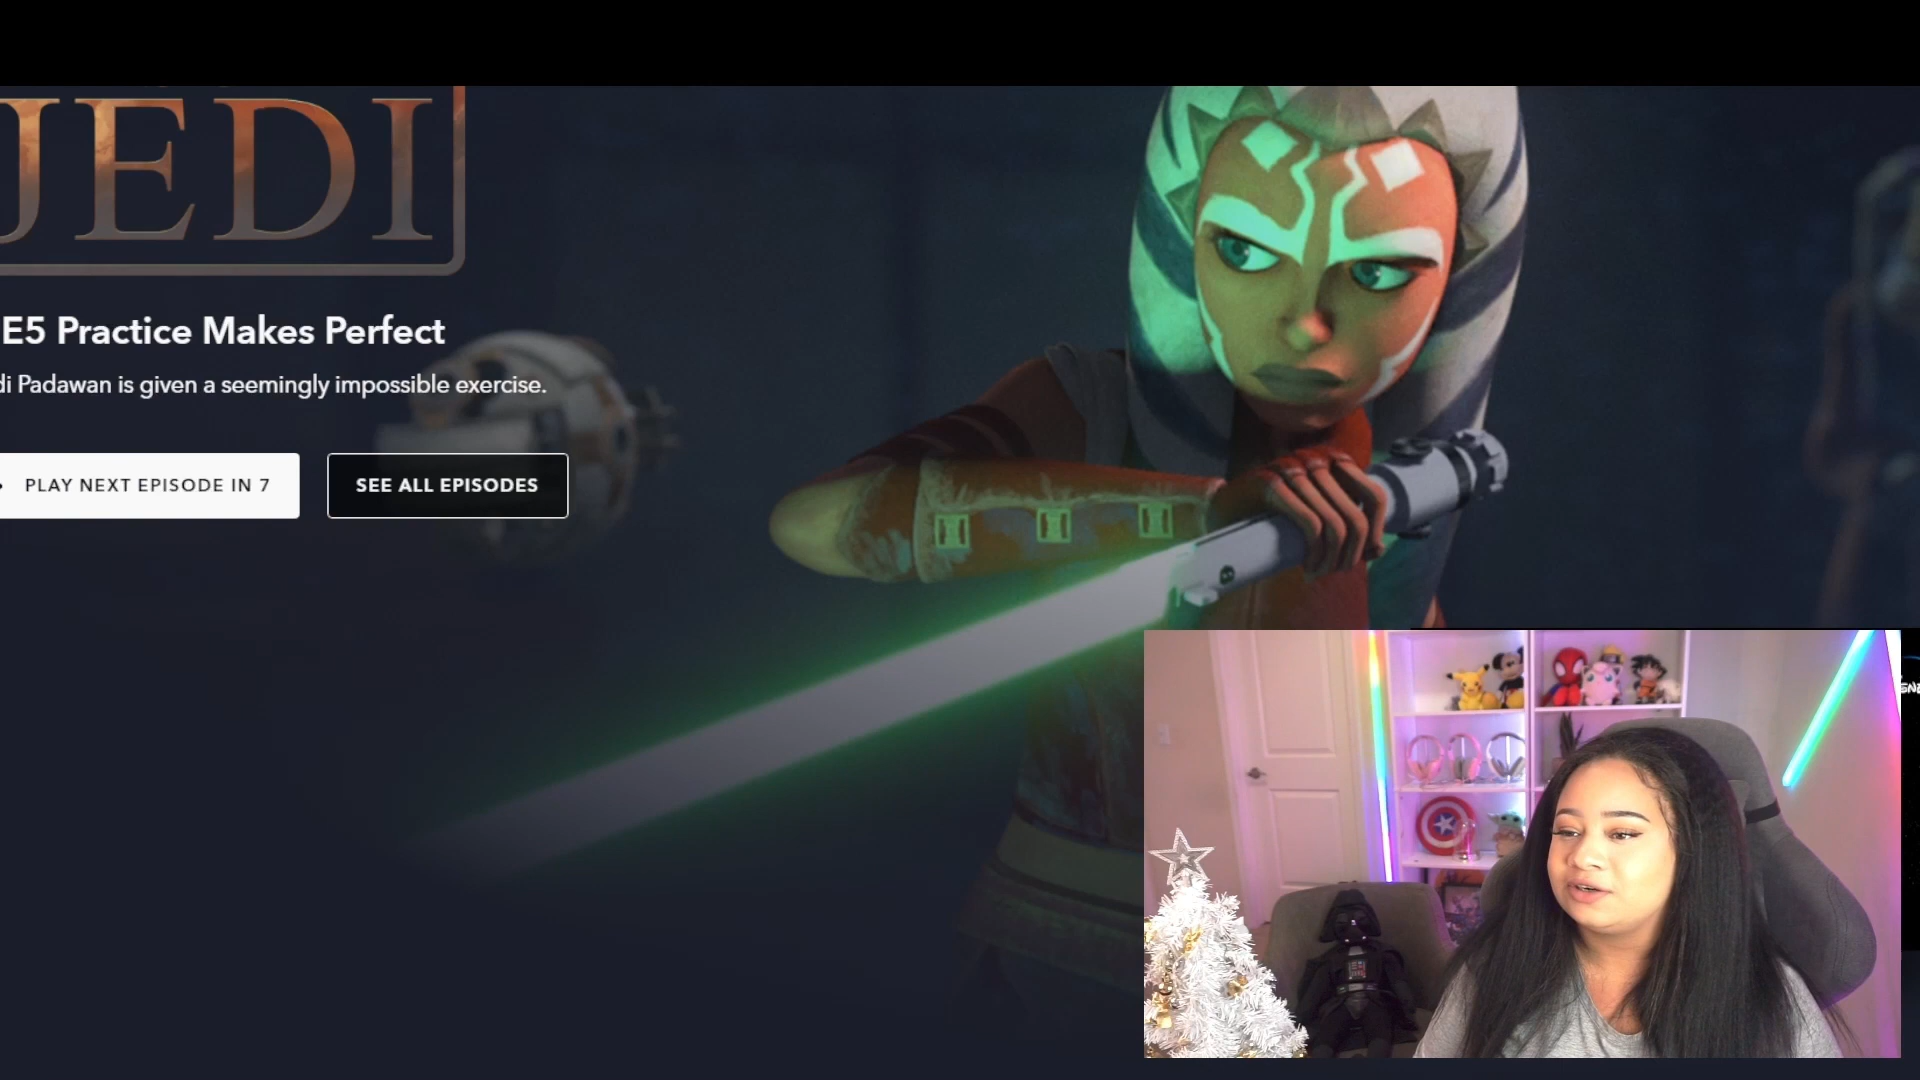 JEDI
E5 Practice Makes Perfect
di Padawan is given a seemingly impossible exercise.
PLAY NEXT EPISODE IN 7
SEE ALL EPISODES